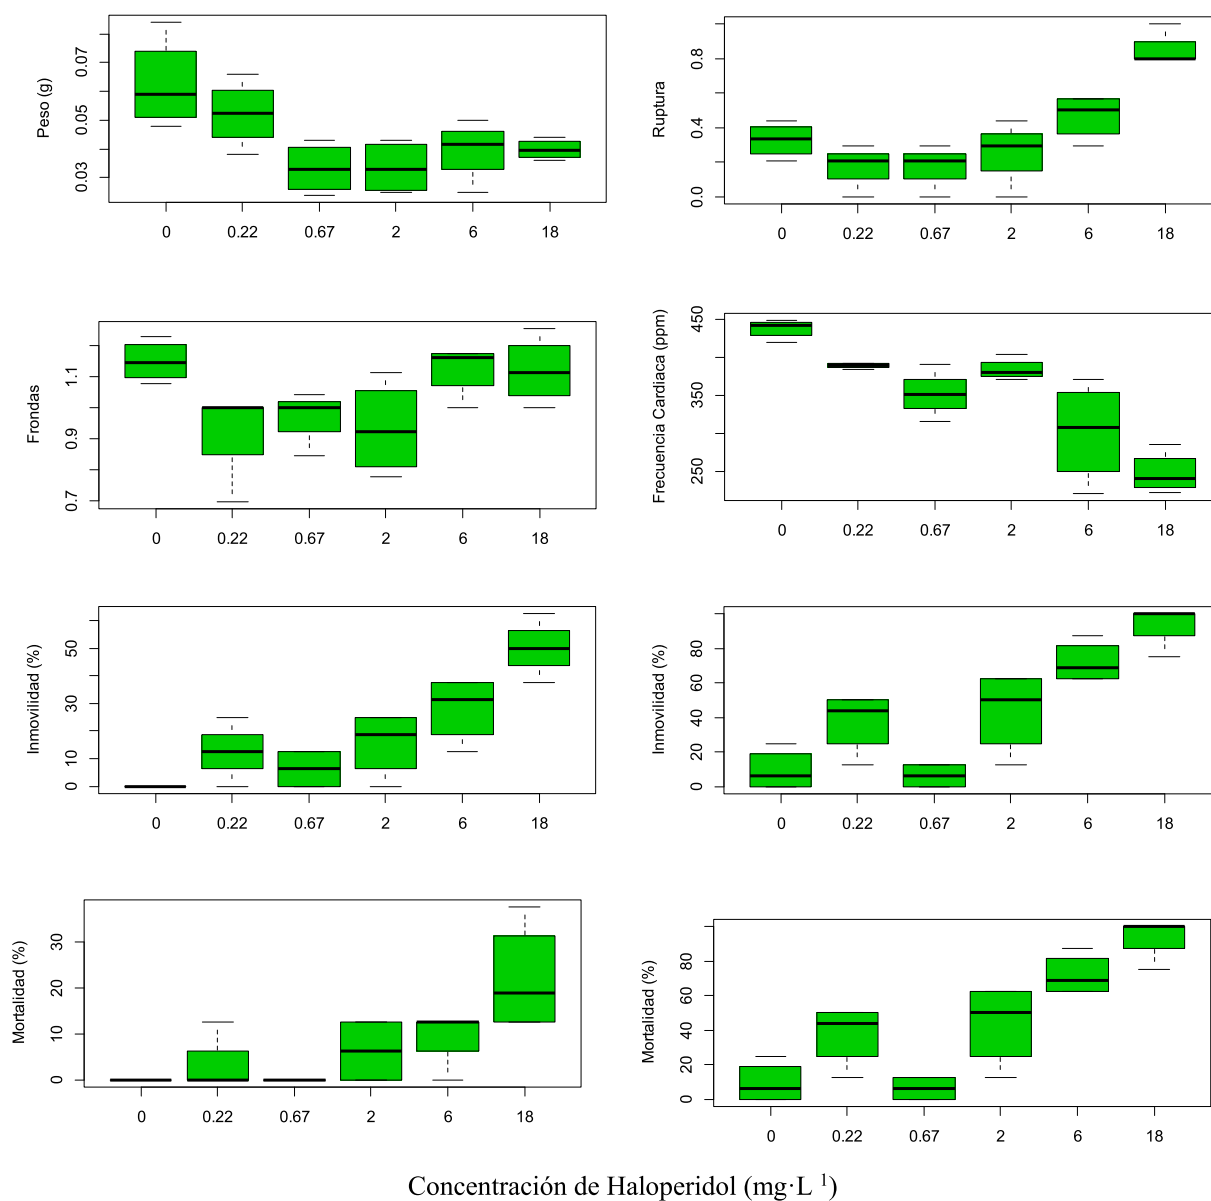 Peso (g)
0.03 0.05 0.07
0 0.22 0.67 2 6 18
Ruptura
0.0 0.4 0.8
0 0.22 0.67 2 6 18
Frondas
0.7 0.9 1.1
0 0.22 0.67 2 6 18
Frecuencia Cardiaca (ppm)
250 350 450
0 0.22 0.67 2 6 18
Inmovilidad (%)
0 10 30 50
0 0.22 0.67 2 6 18
Inmovilidad (%)
0 20 40 60 80
0 0.22 0.67 2 6 18
Mortalidad (%)
0 10 20 30
0 0.22 0.67 2 6 18
Mortalidad (%)
0 20 40 60 80
0 0.22 0.67 2 6 18
Concentración de Haloperidol (mg·L ¹)